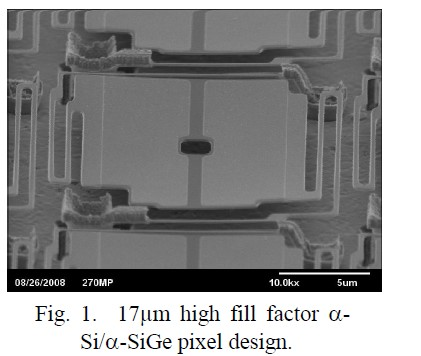 08/26/2008 270MP 10.0kx 5um
Fig. 1. 17μm high fill factor α-
Si/α-SiGe pixel design.